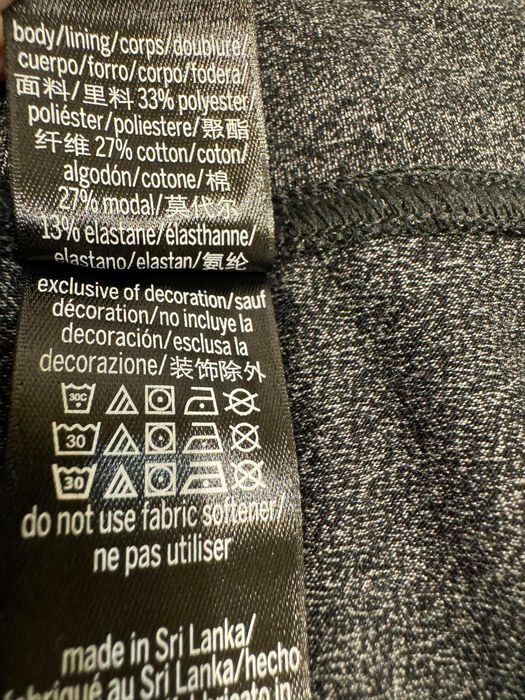 body/lining/corps/doublure/
cuerpo/forro/corpo/fodera/
面料/里料 33% polyester/
poliéster/poliestere/聚酯
纤维 27% cotton/coton/
algodón/cotone/棉
27% modal/莫代尔
13% elastane/élasthanne/
elastano/elastan/氨纶
exclusive of decoration/sauf
décoration/no incluye la
decoración/esclusa la
decorazione/装饰除外
30C
30
30
do not use fabric softener/
ne pas utiliser
made in Sri Lanka/
fabriqué au Sri Lanka/hecho